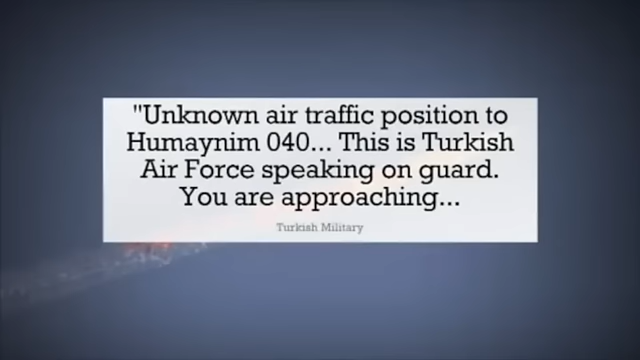 "Unknown air traffic position to
Humaynim 040... This is Turkish
Air Force speaking on guard.
You are approaching...
Turkish Military